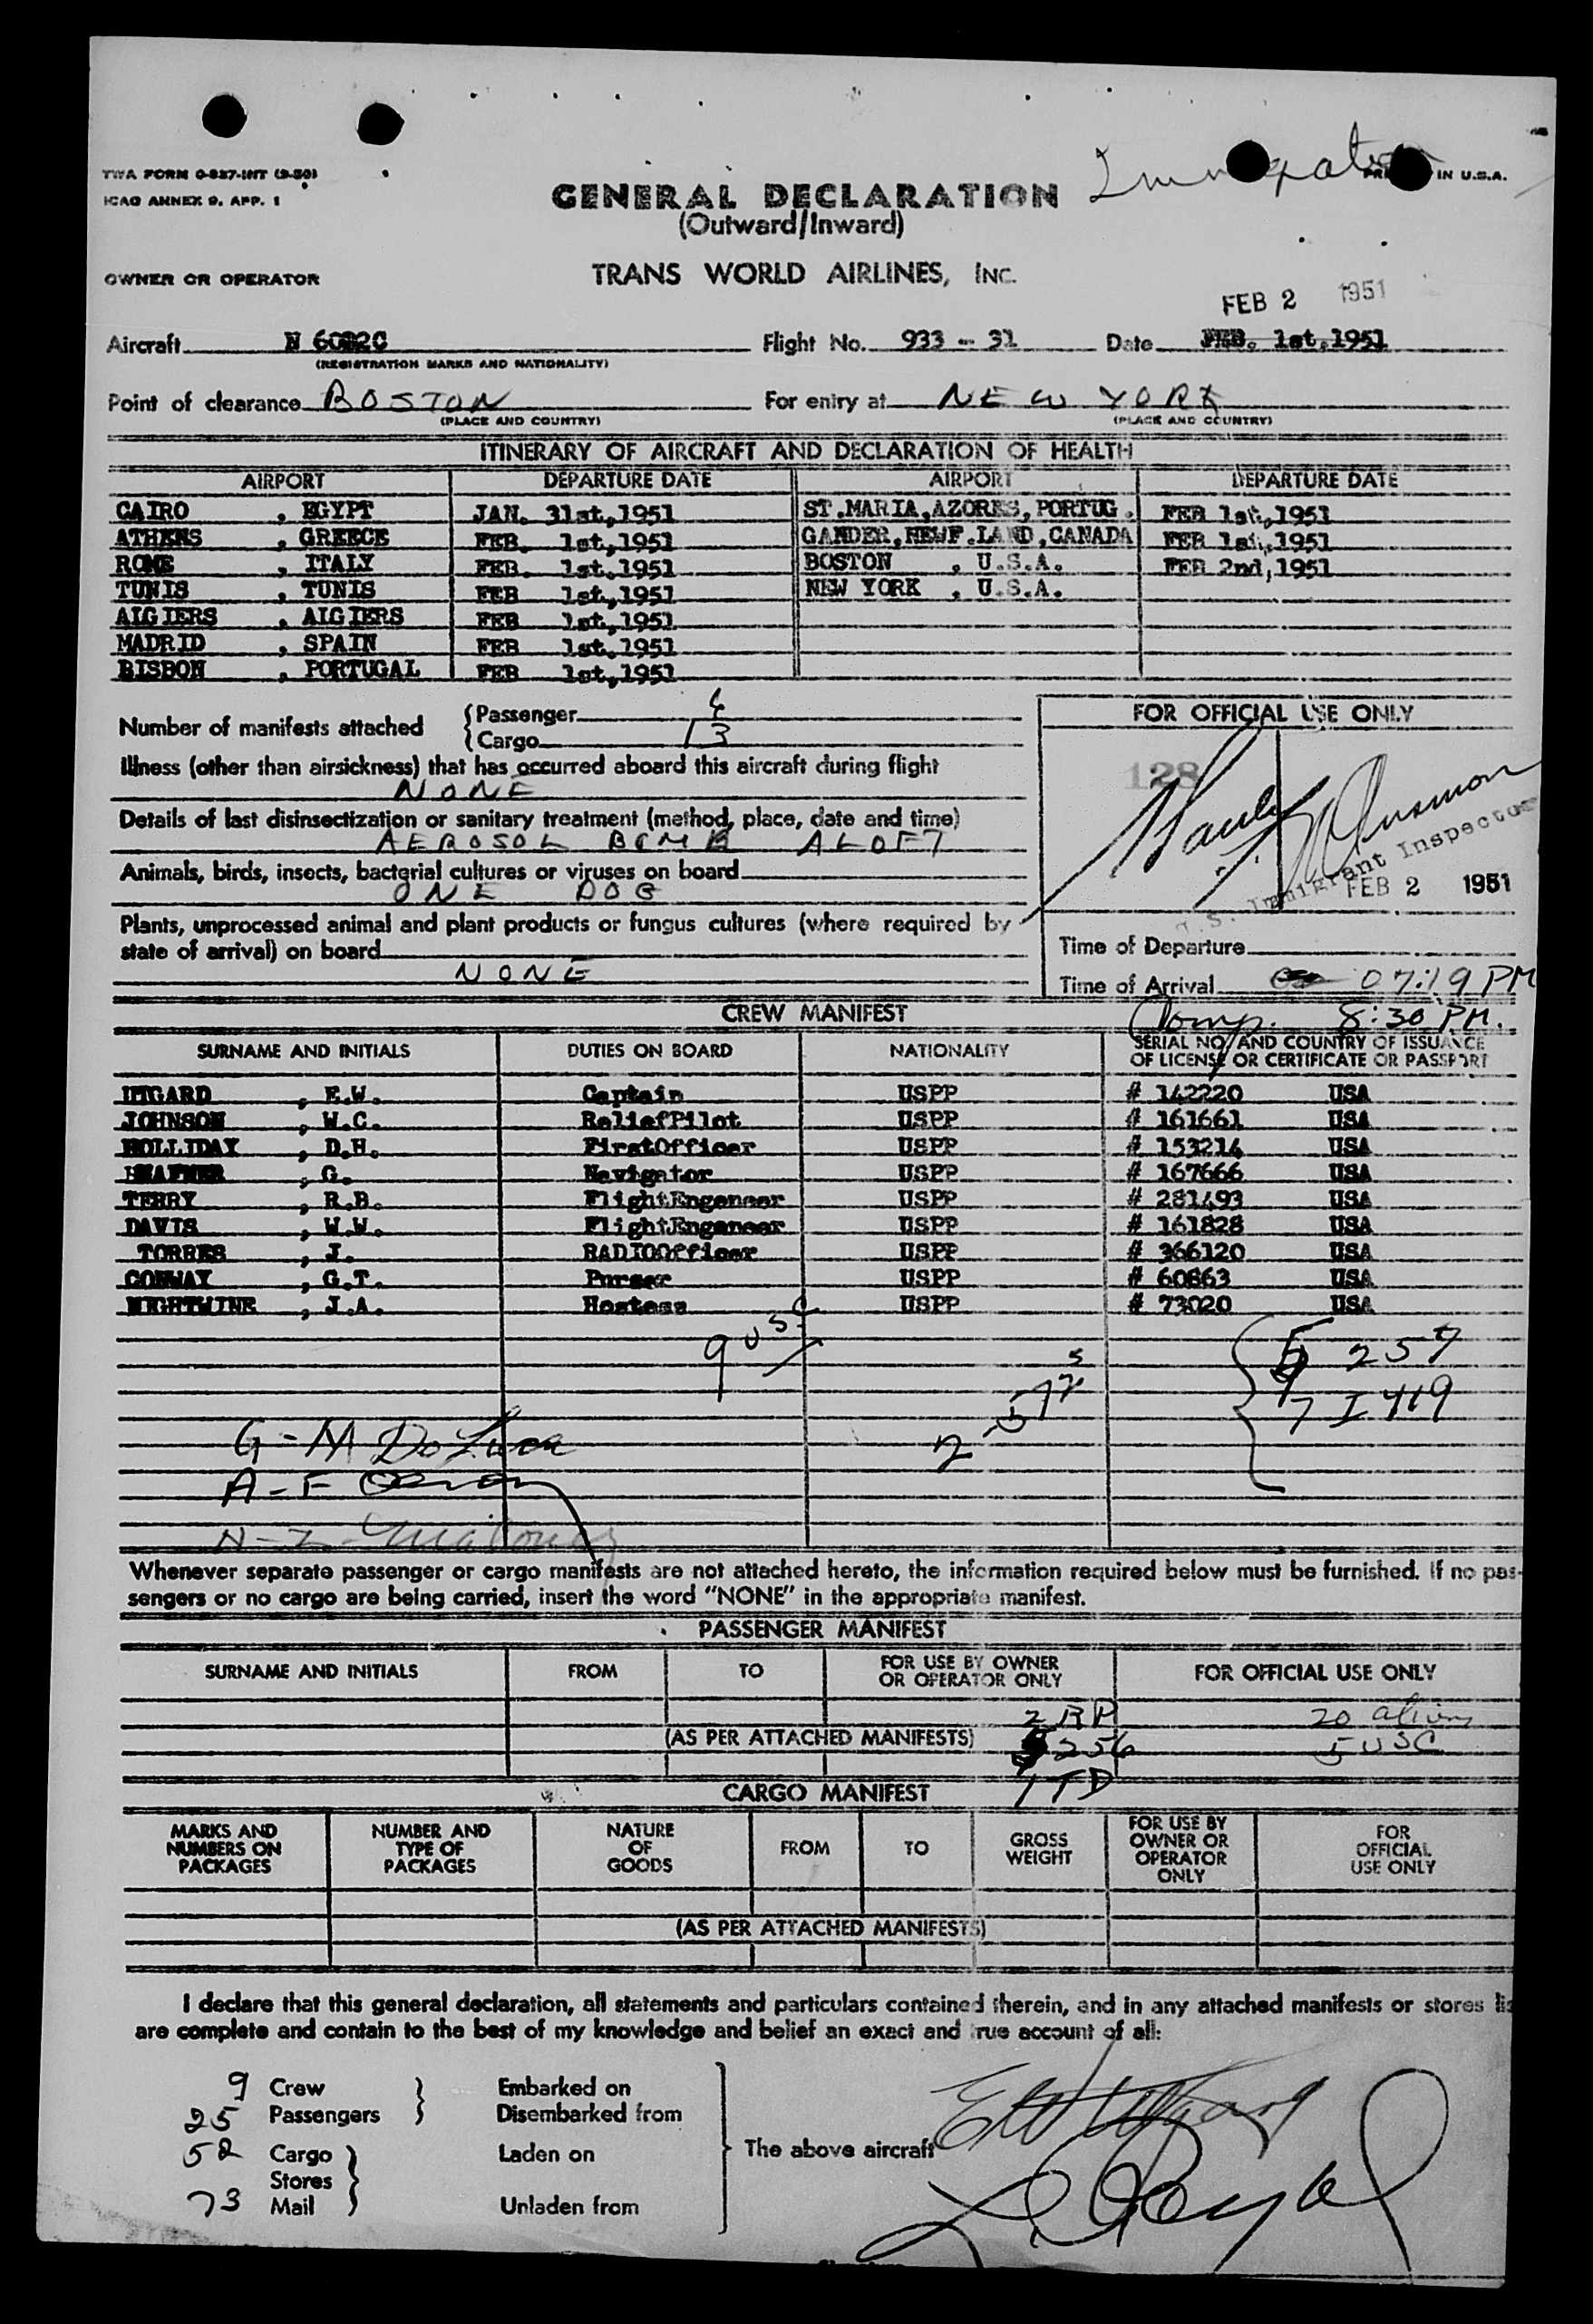 Immigration
TWA FORM O-827-INT (3-50)
PRINTED IN U.S.A.
ICAO ANNEX 9. APP. 1
GENERAL DECLARATION
(Outward/Inward)
OWNER OR OPERATOR
TRANS WORLD AIRLINES, INC.
FEB 2 1951
Aircraft N Flight No. 933 - 31 Date FEB. 1st,1951
(REGISTRATION MARKS AND NATIONALITY)
Point of clearance BOSTON For entry at NEW YORK
(PLACE AND COUNTRY) (PLACE AND COUNTRY)
ITINERARY OF AIRCRAFT AND DECLARATION OF HEALTH
AIRPORT DEPARTURE DATE AIRPORT DEPARTURE DATE
CAIRO , EGYPT JAN. 31st,1951 ST.MARIA,AZORES,PORTUG. FEB 1st,1951
ATHENS , GREECE FEB. 1st,1951 GANDER,NEWF.LAND,CANADA FEB 1st,1951
ROME , ITALY FEB. 1st.1951 BOSTON , U.S.A. FEB 2nd,1951
TUNIS , TUNIS FEB 1st,1951 NEW YORK , U.S.A.
ALGIERS , ALGIERS FEB 1st,1951
MADRID , SPAIN FEB 1st.1951
LISBON , PORTUGAL FEB 1st,1951
Number of manifests attached { Passenger
{ Cargo 13
FOR OFFICIAL USE ONLY
128
Illness (other than airsickness) that has occurred aboard this aircraft during flight
NONE
Details of last disinsectization or sanitary treatment (method, place, date and time)
AEROSOL BOMB ALOFT
Animals, birds, insects, bacterial cultures or viruses on board
ONE DOG
U.S. Immigrant Inspector
FEB 2 1951
Plants, unprocessed animal and plant products or fungus cultures (where required by
state of arrival) on board
NONE
Time of Departure
Time of Arrival 07:19 PM
Comp. 8:30 PM.
CREW MANIFEST
SURNAME AND INITIALS DUTIES ON BOARD NATIONALITY SERIAL NO. AND COUNTRY OF ISSUANCE
OF LICENSE OR CERTIFICATE OR PASSPORT
, E.W. Captain USPP # 142220 USA
JOHNSON , W.C. ReliefPilot USPP # 161661 USA
HOLLIDAY , D.H. FirstOfficer USPP # 153214 USA
, G. Navigator USPP # 167666 USA
TERRY , R.B. FlightEngeneer USPP # 281493 USA
DAVIS , W.W. FlightEngeneer USPP # 161828 USA
TORRES , J. RADIOOfficer USPP # 366120 USA
CONWAY , G.T. Purser USPP # 60863 USA
NIGHTWINE , J.A. Hostess USPP # 73020 USA
9 USC
257
7 I 419
G - M DoLuca
A - F
Whenever separate passenger or cargo manifests are not attached hereto, the information required below must be furnished. If no pas-
sengers or no cargo are being carried, insert the word "NONE" in the appropriate manifest.
PASSENGER MANIFEST
SURNAME AND INITIALS FROM TO FOR USE BY OWNER
OR OPERATOR ONLY FOR OFFICIAL USE ONLY
2 RP 20 aliens
(AS PER ATTACHED MANIFESTS) 256 5 USC
1 TD
CARGO MANIFEST
MARKS AND
NUMBERS ON
PACKAGES
NUMBER AND
TYPE OF
PACKAGES
NATURE
OF
GOODS
FROM TO
GROSS
WEIGHT
FOR USE BY
OWNER OR
OPERATOR
ONLY
FOR
OFFICIAL
USE ONLY
(AS PER ATTACHED MANIFESTS)
I declare that this general declaration, all statements and particulars contained therein, and in any attached manifests or stores lis
are complete and contain to the best of my knowledge and belief an exact and true account of all:
9 Crew Embarked on
25 Passengers Disembarked from
52 Cargo Laden on The above aircraft
Stores
73 Mail Unladen from